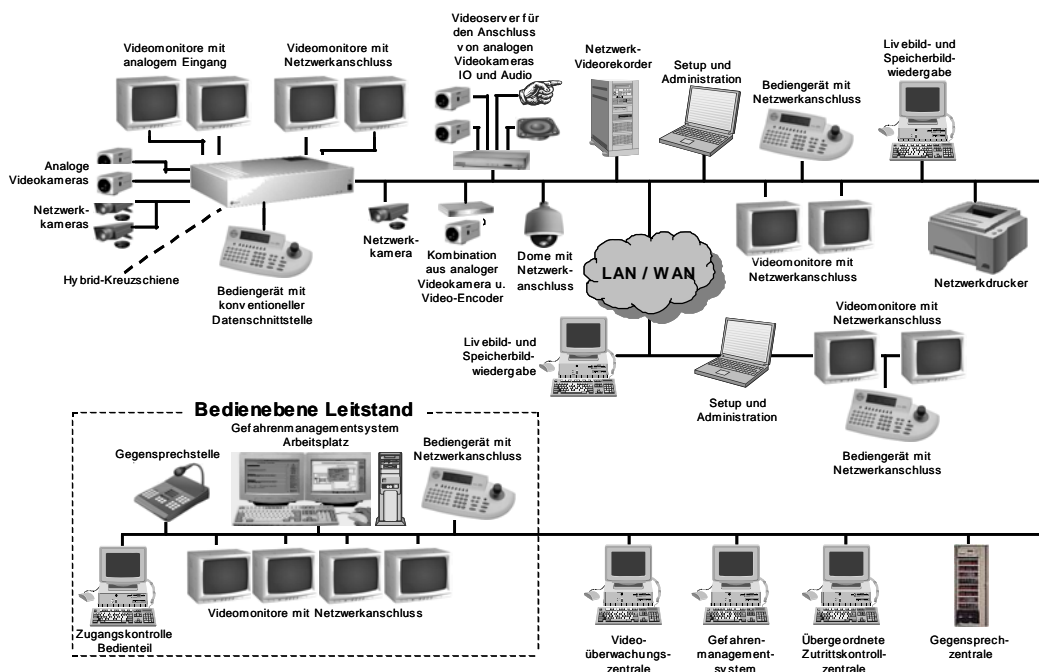 Videomonitore mit
analogem Eingang
Videomonitore mit
Netzwerkanschluss
Videoserver für
den Anschluss
von analogen
Videokameras
IO und Audio
Netzwerk-
Videorekorder
Setup und
Administration
Bediengerät mit
Netzwerkanschluss
Livebild- und
Speicherbild-
wiedergabe
Analoge
Videokameras
Netzwerk-
kameras
Hybrid-Kreuzschiene
Bediengerät mit
konventioneller
Datenschnittstelle
Netzwerk-
kamera
Kombination
aus analoger
Videokamera u.
Video-Encoder
Dome mit
Netzwerk-
anschluss
LAN / WAN
Videomonitore mit
Netzwerkanschluss
Netzwerkdrucker
Livebild- und
Speicherbild-
wiedergabe
Setup und
Administration
Videomonitore mit
Netzwerkanschluss
Bediengerät mit
Netzwerkanschluss
Bedienebene Leitstand
Gegensprechstelle
Gefahrenmanagementsystem
Arbeitsplatz
Bediengerät mit
Netzwerkanschluss
Zugangskontrolle
Bedienteil
Videomonitore mit Netzwerkanschluss
Video-
überwachungs-
zentrale
Gefahren-
management-
system
Übergeordnete
Zutrittskontroll-
zentrale
Gegensprech-
zentrale